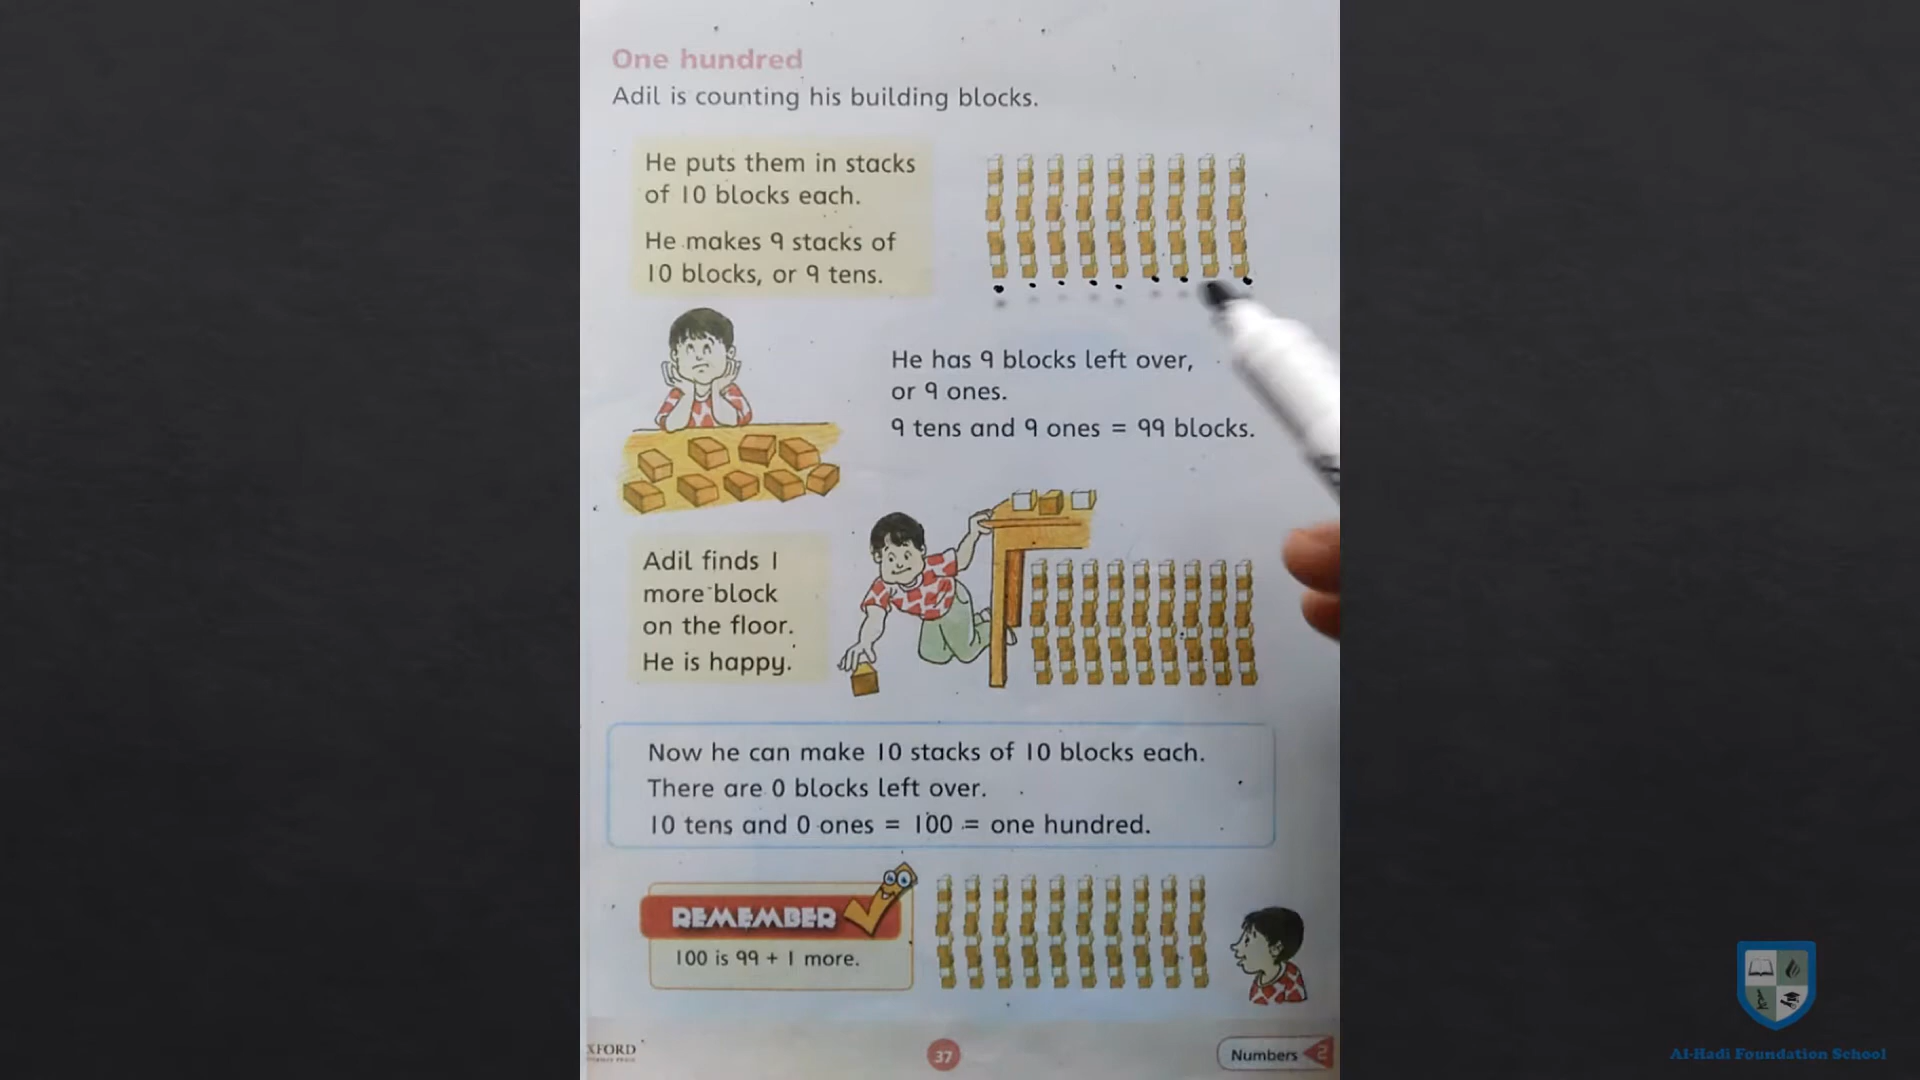 One hundred
Adil is counting his building blocks.
He puts them in stacks
of 10 blocks each.
He makes 9 stacks of
10 blocks, or 9 tens.
He has 9 blocks left over,
or 9 ones.
9 tens and 9 ones = 99 blocks.
Adil finds 1
more block
on the floor.
He is happy.
Now he can make 10 stacks of 10 blocks each.
There are 0 blocks left over.
10 tens and 0 ones = 100 = one hundred.
REMEMBER
100 is 99 + 1 more.
XFORD
37
Numbers 2
Al-Hadi Foundation School